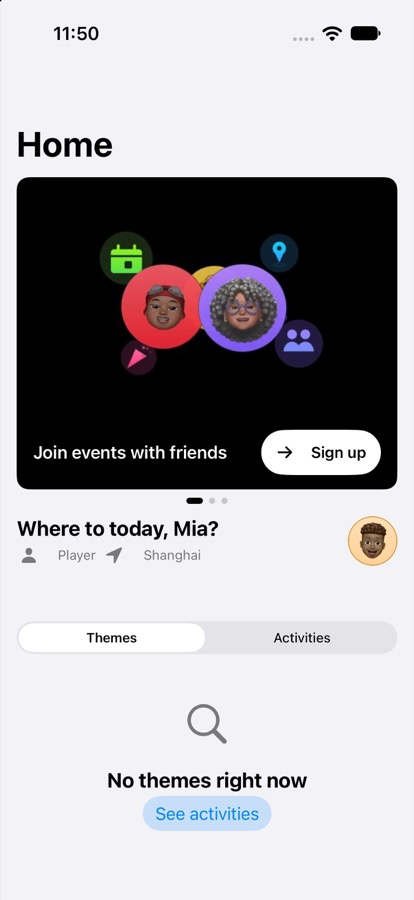 11:50
Home
Join events with friends
Sign up
Where to today, Mia?
Player
Shanghai
Themes
Activities
No themes right now
See activities